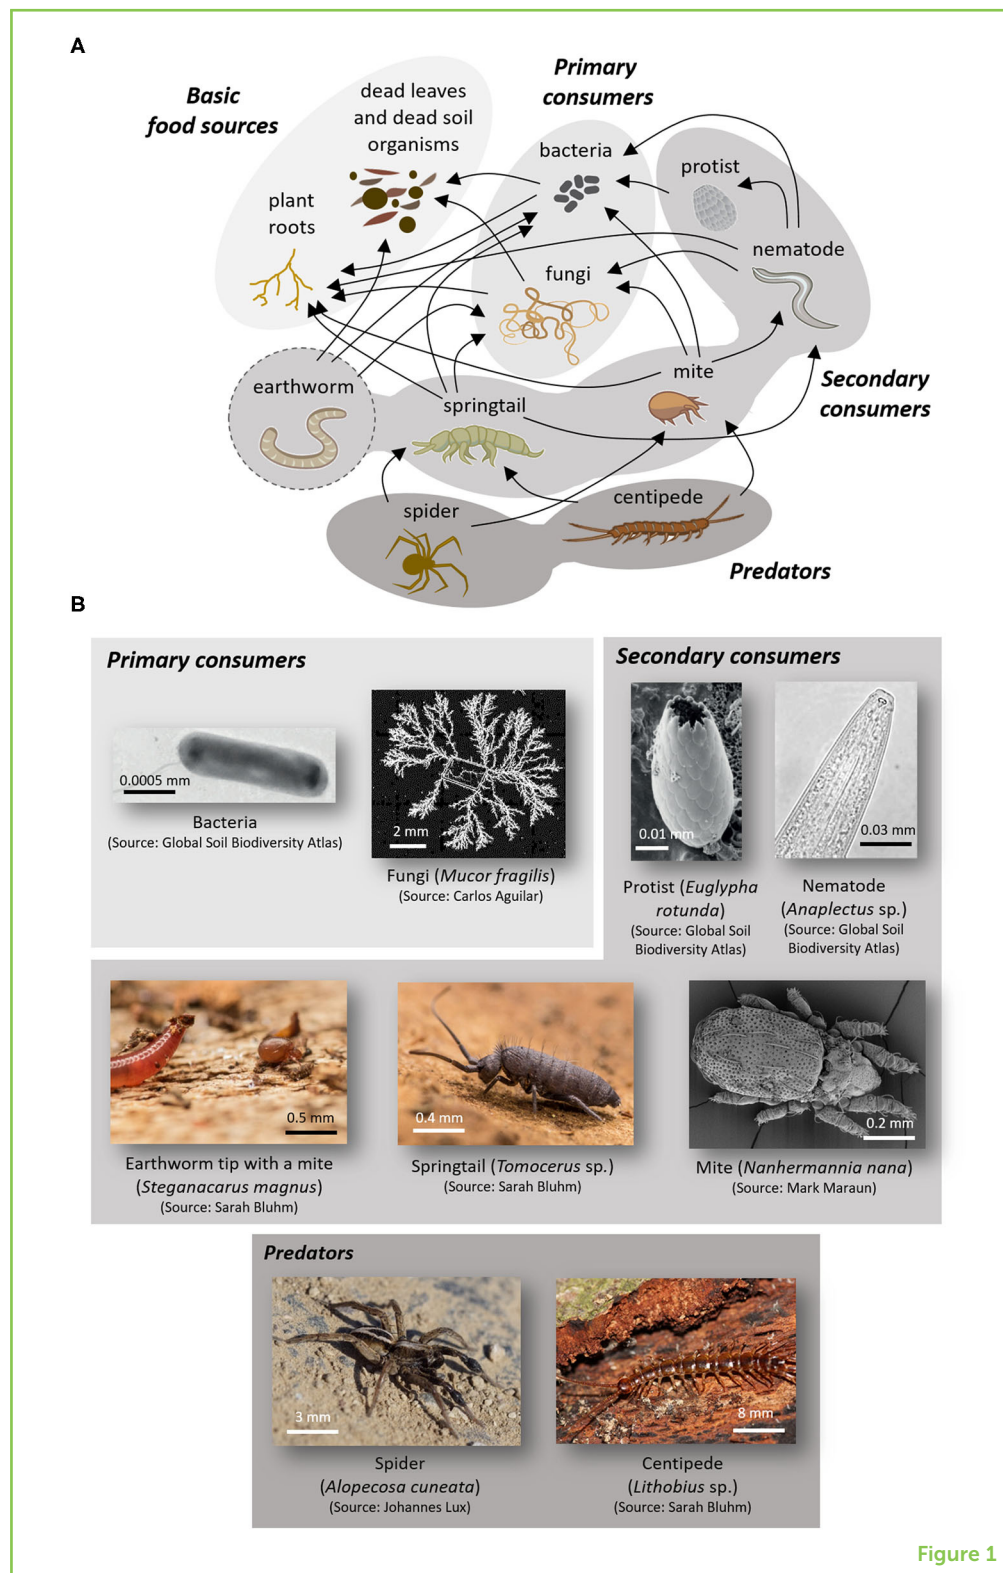 A
Basic
food sources
dead leaves
and dead soil
organisms
plant
roots
Primary
consumers
bacteria
fungi
protist
nematode
Secondary
consumers
earthworm
springtail
mite
spider
centipede
Predators
B
Primary consumers
0.0005 mm
Bacteria
(Source: Global Soil Biodiversity Atlas)
2 mm
Fungi (Mucor fragilis)
(Source: Carlos Aguilar)
Secondary consumers
0.01 mm
Protist (Euglypha
rotunda)
(Source: Global Soil
Biodiversity Atlas)
0.03 mm
Nematode
(Anaplectus sp.)
(Source: Global Soil
Biodiversity Atlas)
0.5 mm
Earthworm tip with a mite
(Steganacarus magnus)
(Source: Sarah Bluhm)
0.4 mm
Springtail (Tomocerus sp.)
(Source: Sarah Bluhm)
0.2 mm
Mite (Nanhermannia nana)
(Source: Mark Maraun)
Predators
3 mm
Spider
(Alopecosa cuneata)
(Source: Johannes Lux)
8 mm
Centipede
(Lithobius sp.)
(Source: Sarah Bluhm)
Figure 1